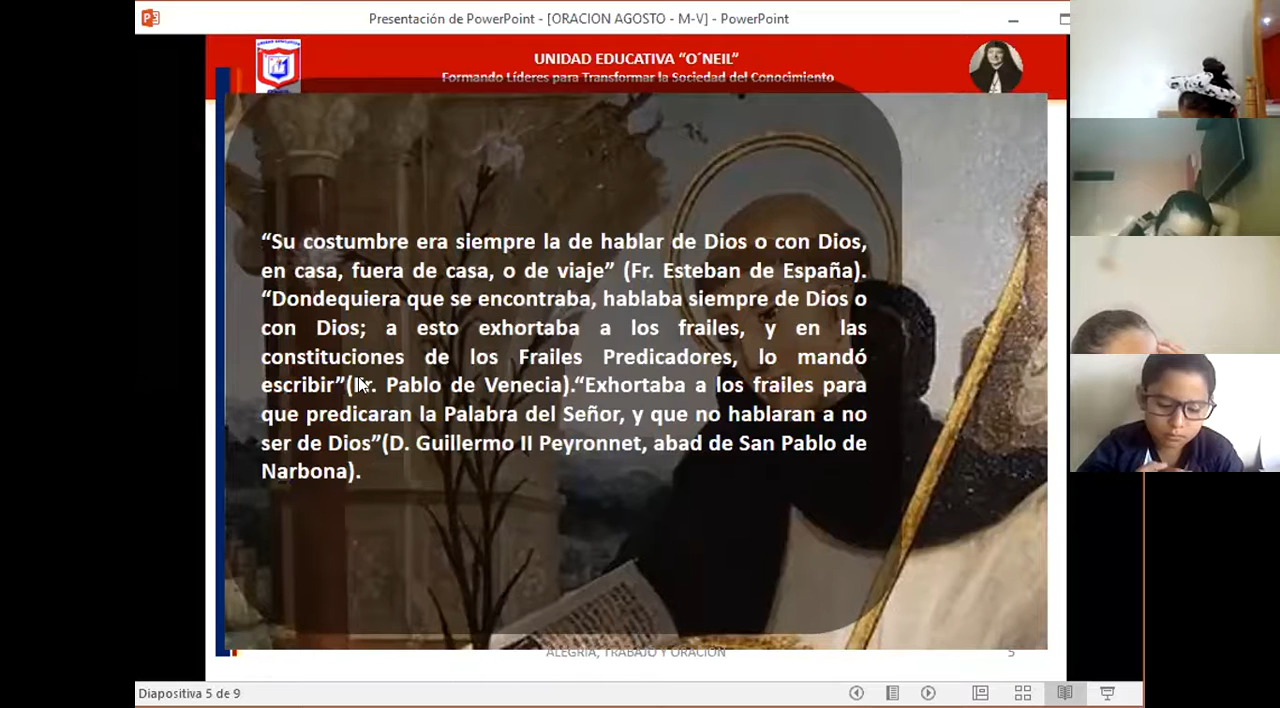 Presentación de PowerPoint - [ORACION AGOSTO - M-V] - PowerPoint
UNIDAD EDUCATIVA “O´NEIL”
Formando Líderes para Transformar la Sociedad del Conocimiento
“Su costumbre era siempre la de hablar de Dios o con Dios,
en casa, fuera de casa, o de viaje” (Fr. Esteban de España).
“Dondequiera que se encontraba, hablaba siempre de Dios o
con Dios; a esto exhortaba a los frailes, y en las
constituciones de los Frailes Predicadores, lo mandó
escribir”(Fr. Pablo de Venecia).“Exhortaba a los frailes para
que predicaran la Palabra del Señor, y que no hablaran a no
ser de Dios”(D. Guillermo II Peyronnet, abad de San Pablo de
Narbona).
ALEGRIA, TRABAJO Y ORACION
5
Diapositiva 5 de 9